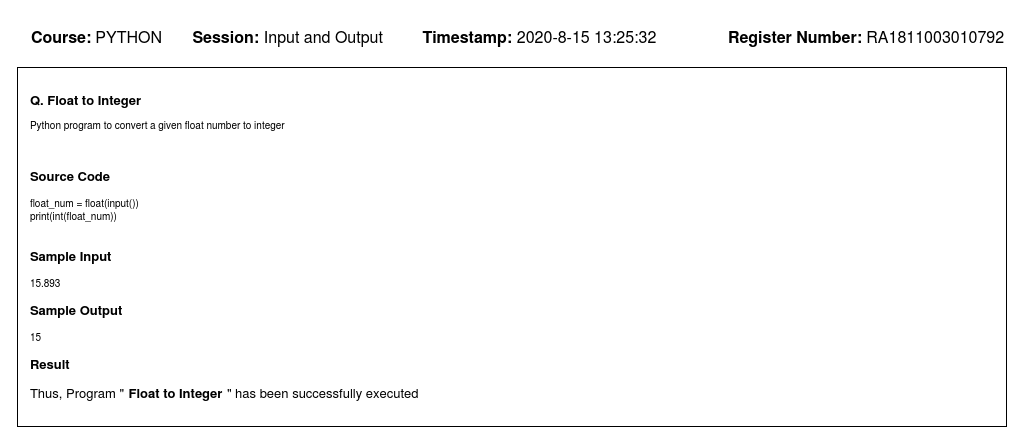 Course: PYTHON Session: Input and Output Timestamp: 2020-8-15 13:25:32 Register Number: RA1811003010792
Q. Float to Integer
Python program to convert a given float number to integer
Source Code
float_num = float(input())
print(int(float_num))
Sample Input
15.893
Sample Output
15
Result
Thus, Program " Float to Integer " has been successfully executed